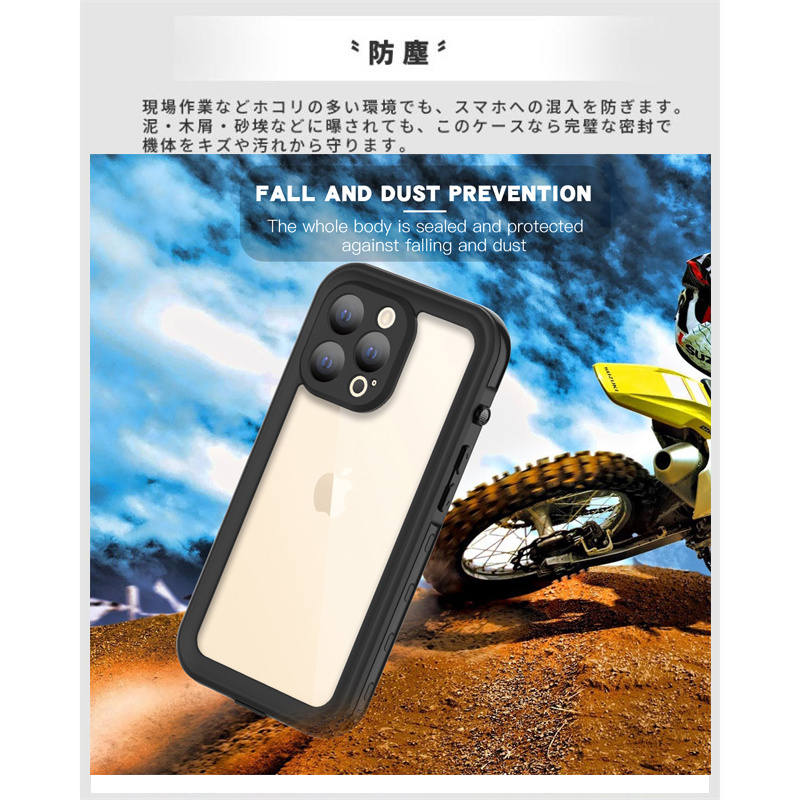 〝防塵〞
現場作業などホコリの多い環境でも、スマホへの混入を防ぎます。
泥・木屑・砂埃などに曝されても、このケースなら完璧な密封で
機体をキズや汚れから守ります。
FALL AND DUST PREVENTION
The whole body is sealed and protected
against falling and dust
SUZUKI